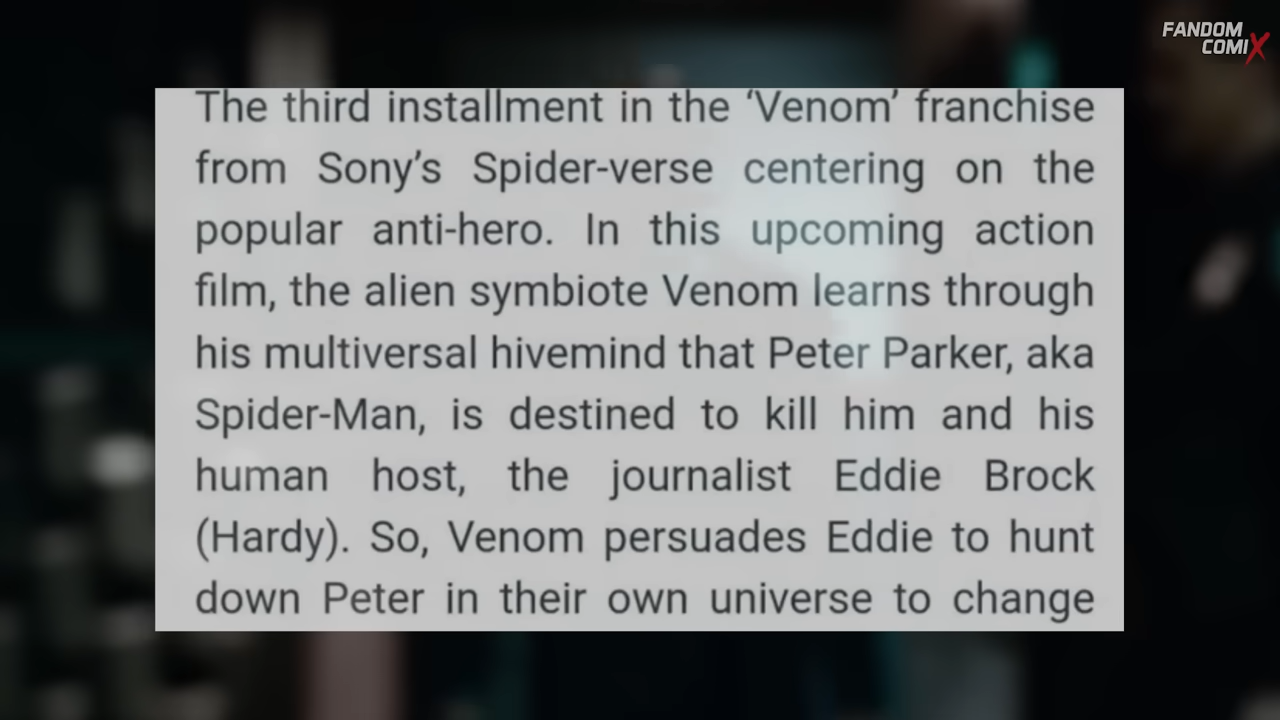 FANDOM
COMIX
The third installment in the ‘Venom’ franchise
from Sony’s Spider-verse centering on the
popular anti-hero. In this upcoming action
film, the alien symbiote Venom learns through
his multiversal hivemind that Peter Parker, aka
Spider-Man, is destined to kill him and his
human host, the journalist Eddie Brock
(Hardy). So, Venom persuades Eddie to hunt
down Peter in their own universe to change